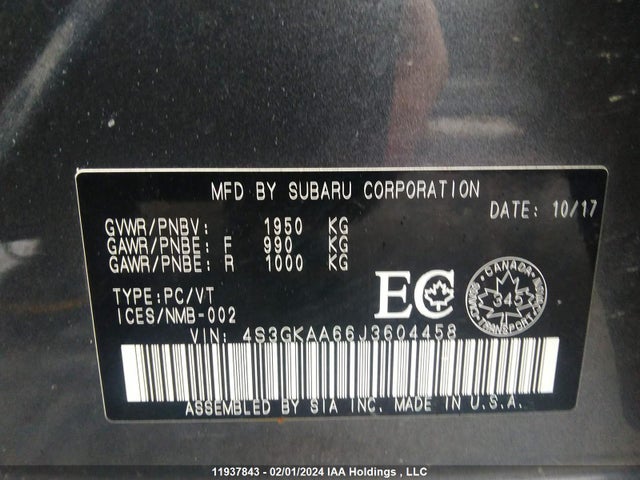 MFD BY SUBARU CORPORATION
DATE: 10/17
GVWR/PNBV: 1950 KG
GAWR/PNBE: F 990 KG
GAWR/PNBE: R 1000 KG
TYPE:PC/VT
ICES/NMB-002
EC
CANADA
345
TRANSPORT
VIN: 4S3GKAA66J3604458
ASSEMBLED BY SIA INC. MADE IN U.S.A.
11937843 - 02/01/2024 IAA Holdings , LLC